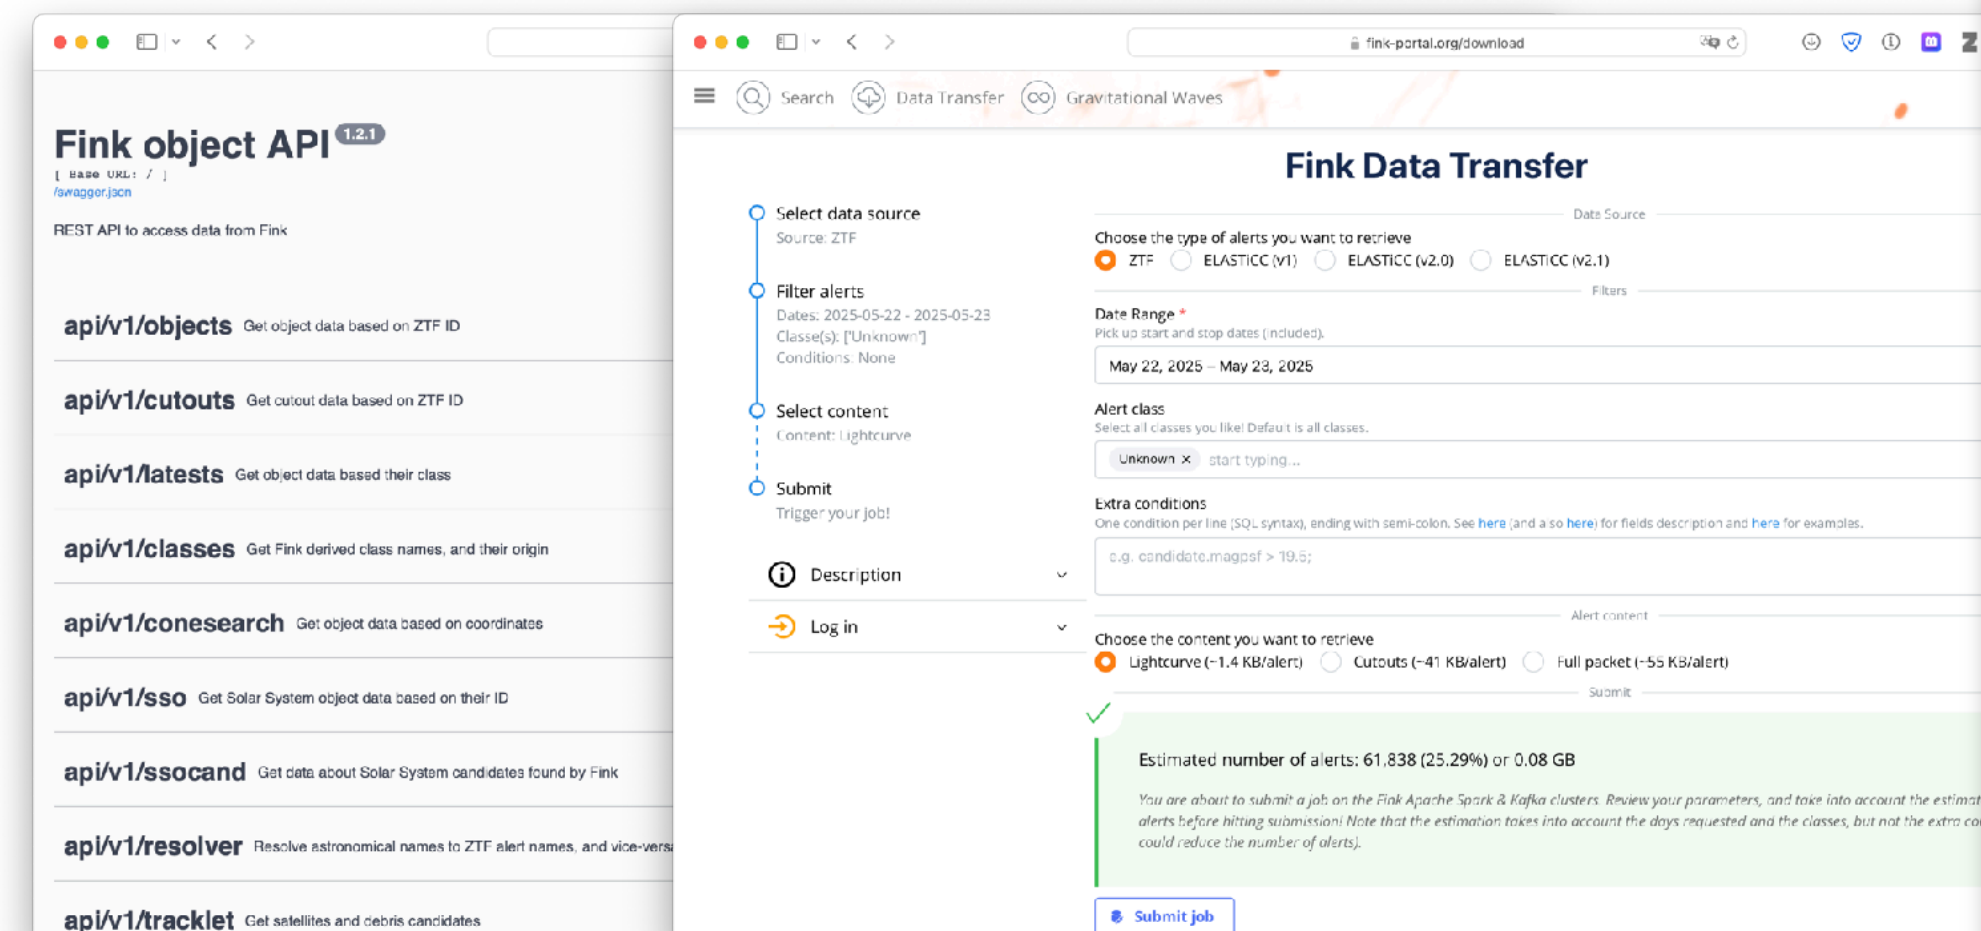 Fink object API 1.2.1
[ Base URL: / ]
/swagger.json
REST API to access data from Fink
api/v1/objects Get object data based on ZTF ID
api/v1/cutouts Get cutout data based on ZTF ID
api/v1/latests Get object data based their class
api/v1/classes Get Fink derived class names, and their origin
api/v1/conesearch Get object data based on coordinates
api/v1/sso Get Solar System object data based on their ID
api/v1/ssocand Get data about Solar System candidates found by Fink
api/v1/resolver Resolve astronomical names to ZTF alert names, and vice-versa
api/v1/tracklet Get satellites and debris candidates
fink-portal.org/download
Search Data Transfer Gravitational Waves
Fink Data Transfer
Select data source
Source: ZTF
Filter alerts
Dates: 2025-05-22 - 2025-05-23
Classe(s): ['Unknown']
Conditions: None
Select content
Content: Lightcurve
Submit
Trigger your job!
Description
Log in
Data Source
Choose the type of alerts you want to retrieve
ZTF ELASTiCC (v1) ELASTiCC (v2.0) ELASTiCC (v2.1)
Filters
Date Range *
Pick up start and stop dates (included).
May 22, 2025 – May 23, 2025
Alert class
Select all classes you like! Default is all classes.
Unknown × start typing...
Extra conditions
One condition per line (SQL syntax), ending with semi-colon. See here (and also here) for fields description and here for examples.
e.g. candidate.magpsf > 19.5;
Alert content
Choose the content you want to retrieve
Lightcurve (~1.4 KB/alert) Cutouts (~41 KB/alert) Full packet (~55 KB/alert)
Submit
Estimated number of alerts: 61,838 (25.29%) or 0.08 GB
You are about to submit a job on the Fink Apache Spark & Kafka clusters. Review your parameters, and take into account the estimat
alerts before hitting submission! Note that the estimation takes into account the days requested and the classes, but not the extra co
could reduce the number of alerts).
Submit job